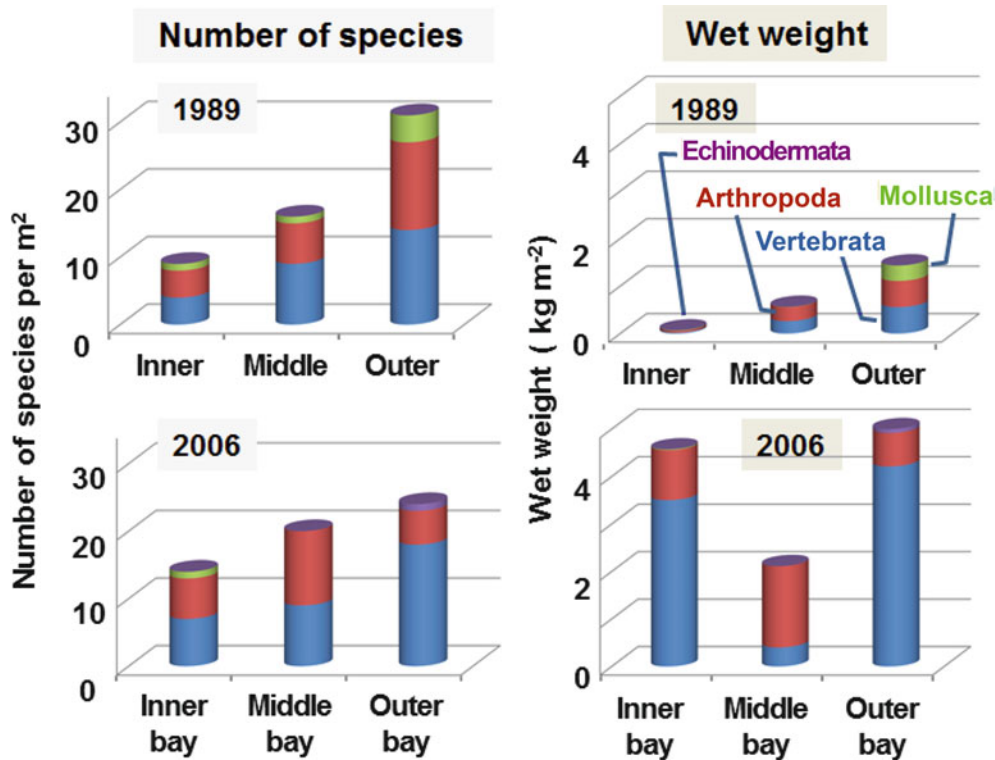 Number of species
Wet weight
Number of species per m²
1989
30
20
10
0
Inner
Middle
Outer
2006
30
20
10
0
Inner
bay
Middle
bay
Outer
bay
Wet weight ( kg m⁻²)
1989
4
2
0
Echinodermata
Arthropoda
Mollusca
Vertebrata
Inner
Middle
Outer
2006
4
2
0
Inner
bay
Middle
bay
Outer
bay